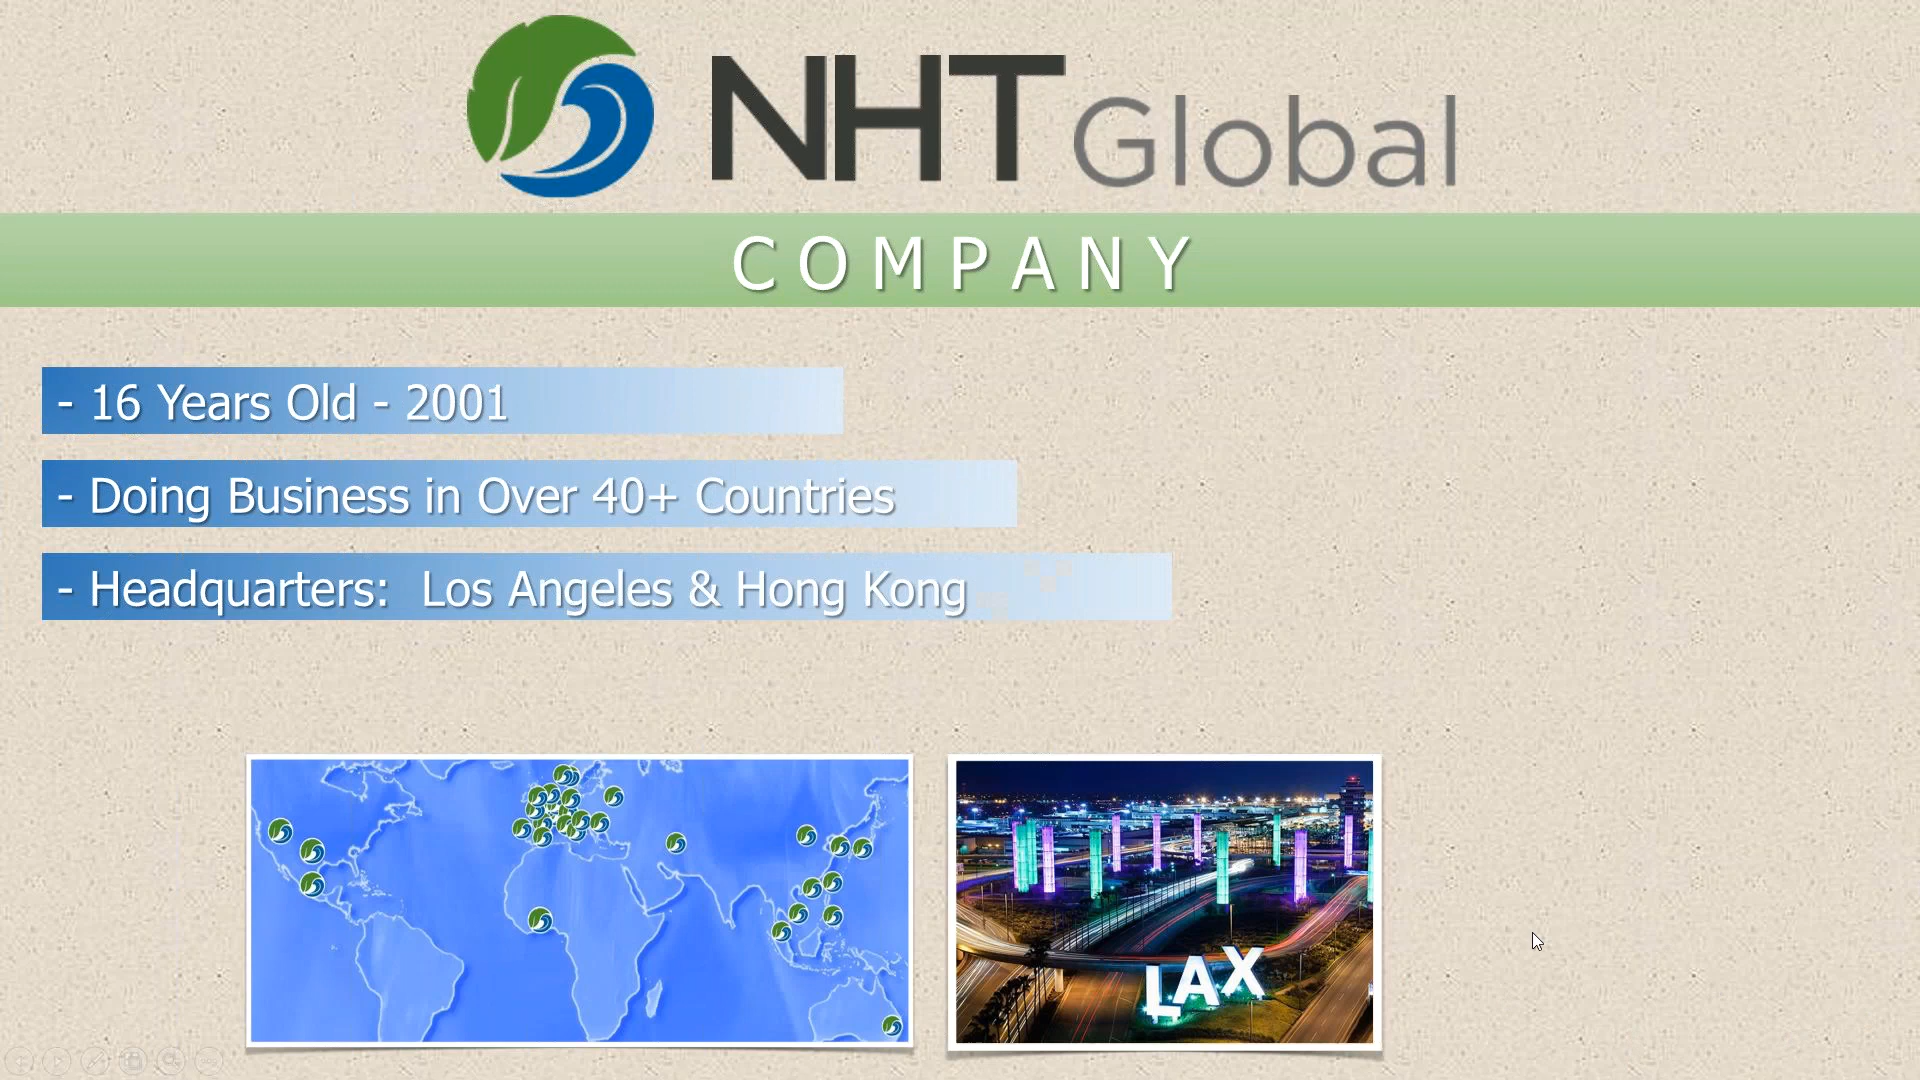 NHT Global
COMPANY
- 16 Years Old - 2001
- Doing Business in Over 40+ Countries
- Headquarters: Los Angeles & Hong Kong
LAX